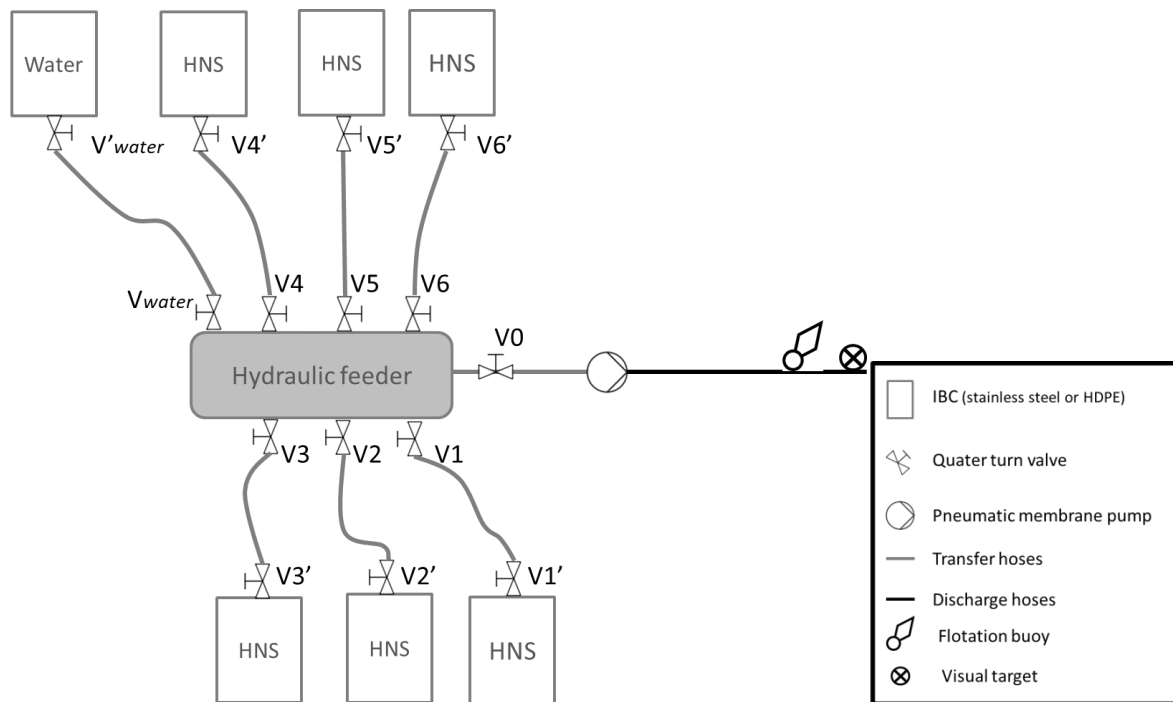 Water
HNS
HNS
HNS
V'water
V4'
V5'
V6'
Vwater
V4
V5
V6
V0
Hydraulic feeder
V3
V2
V1
V3'
V2'
V1'
HNS
HNS
HNS
IBC (stainless steel or HDPE)
Quater turn valve
Pneumatic membrane pump
Transfer hoses
Discharge hoses
Flotation buoy
Visual target